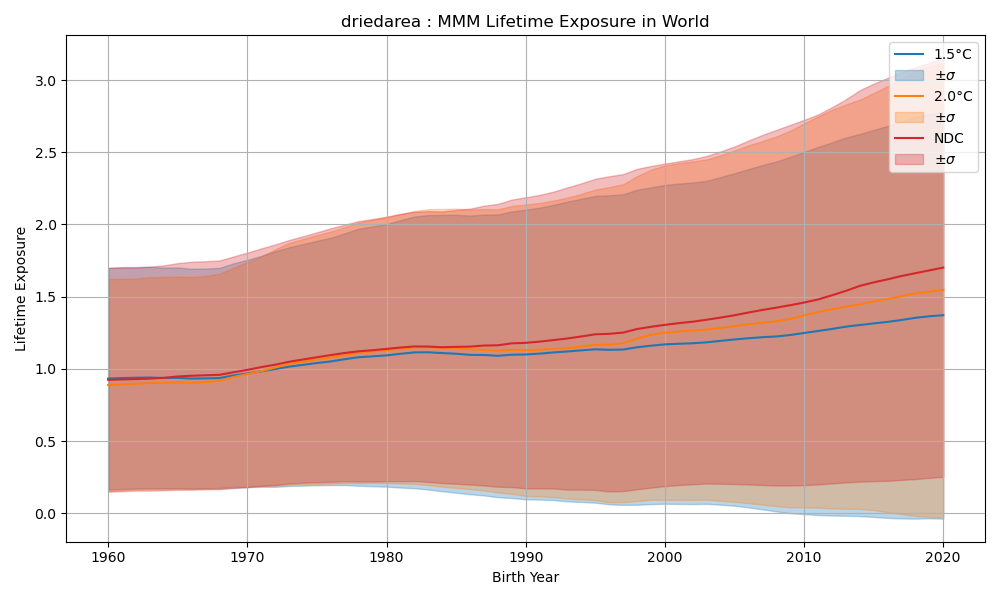 driedarea : MMM Lifetime Exposure in World
1.5°C
±σ
2.0°C
±σ
NDC
±σ
Lifetime Exposure
3.0
2.5
2.0
1.5
1.0
0.5
0.0
1960 1970 1980 1990 2000 2010 2020
Birth Year